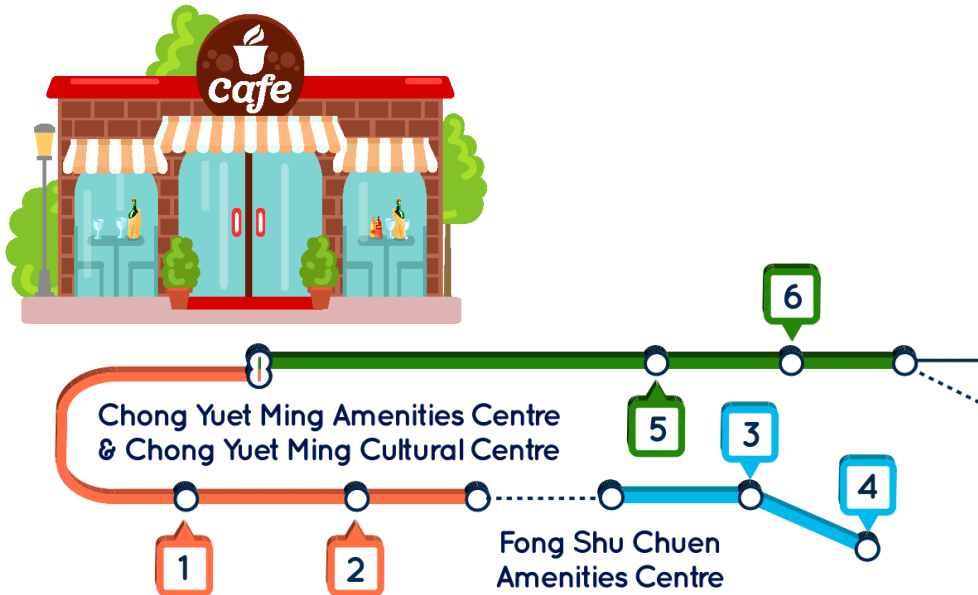 cafe
6
Chong Yuet Ming Amenities Centre
& Chong Yuet Ming Cultural Centre
5
3
4
1
2
Fong Shu Chuen
Amenities Centre